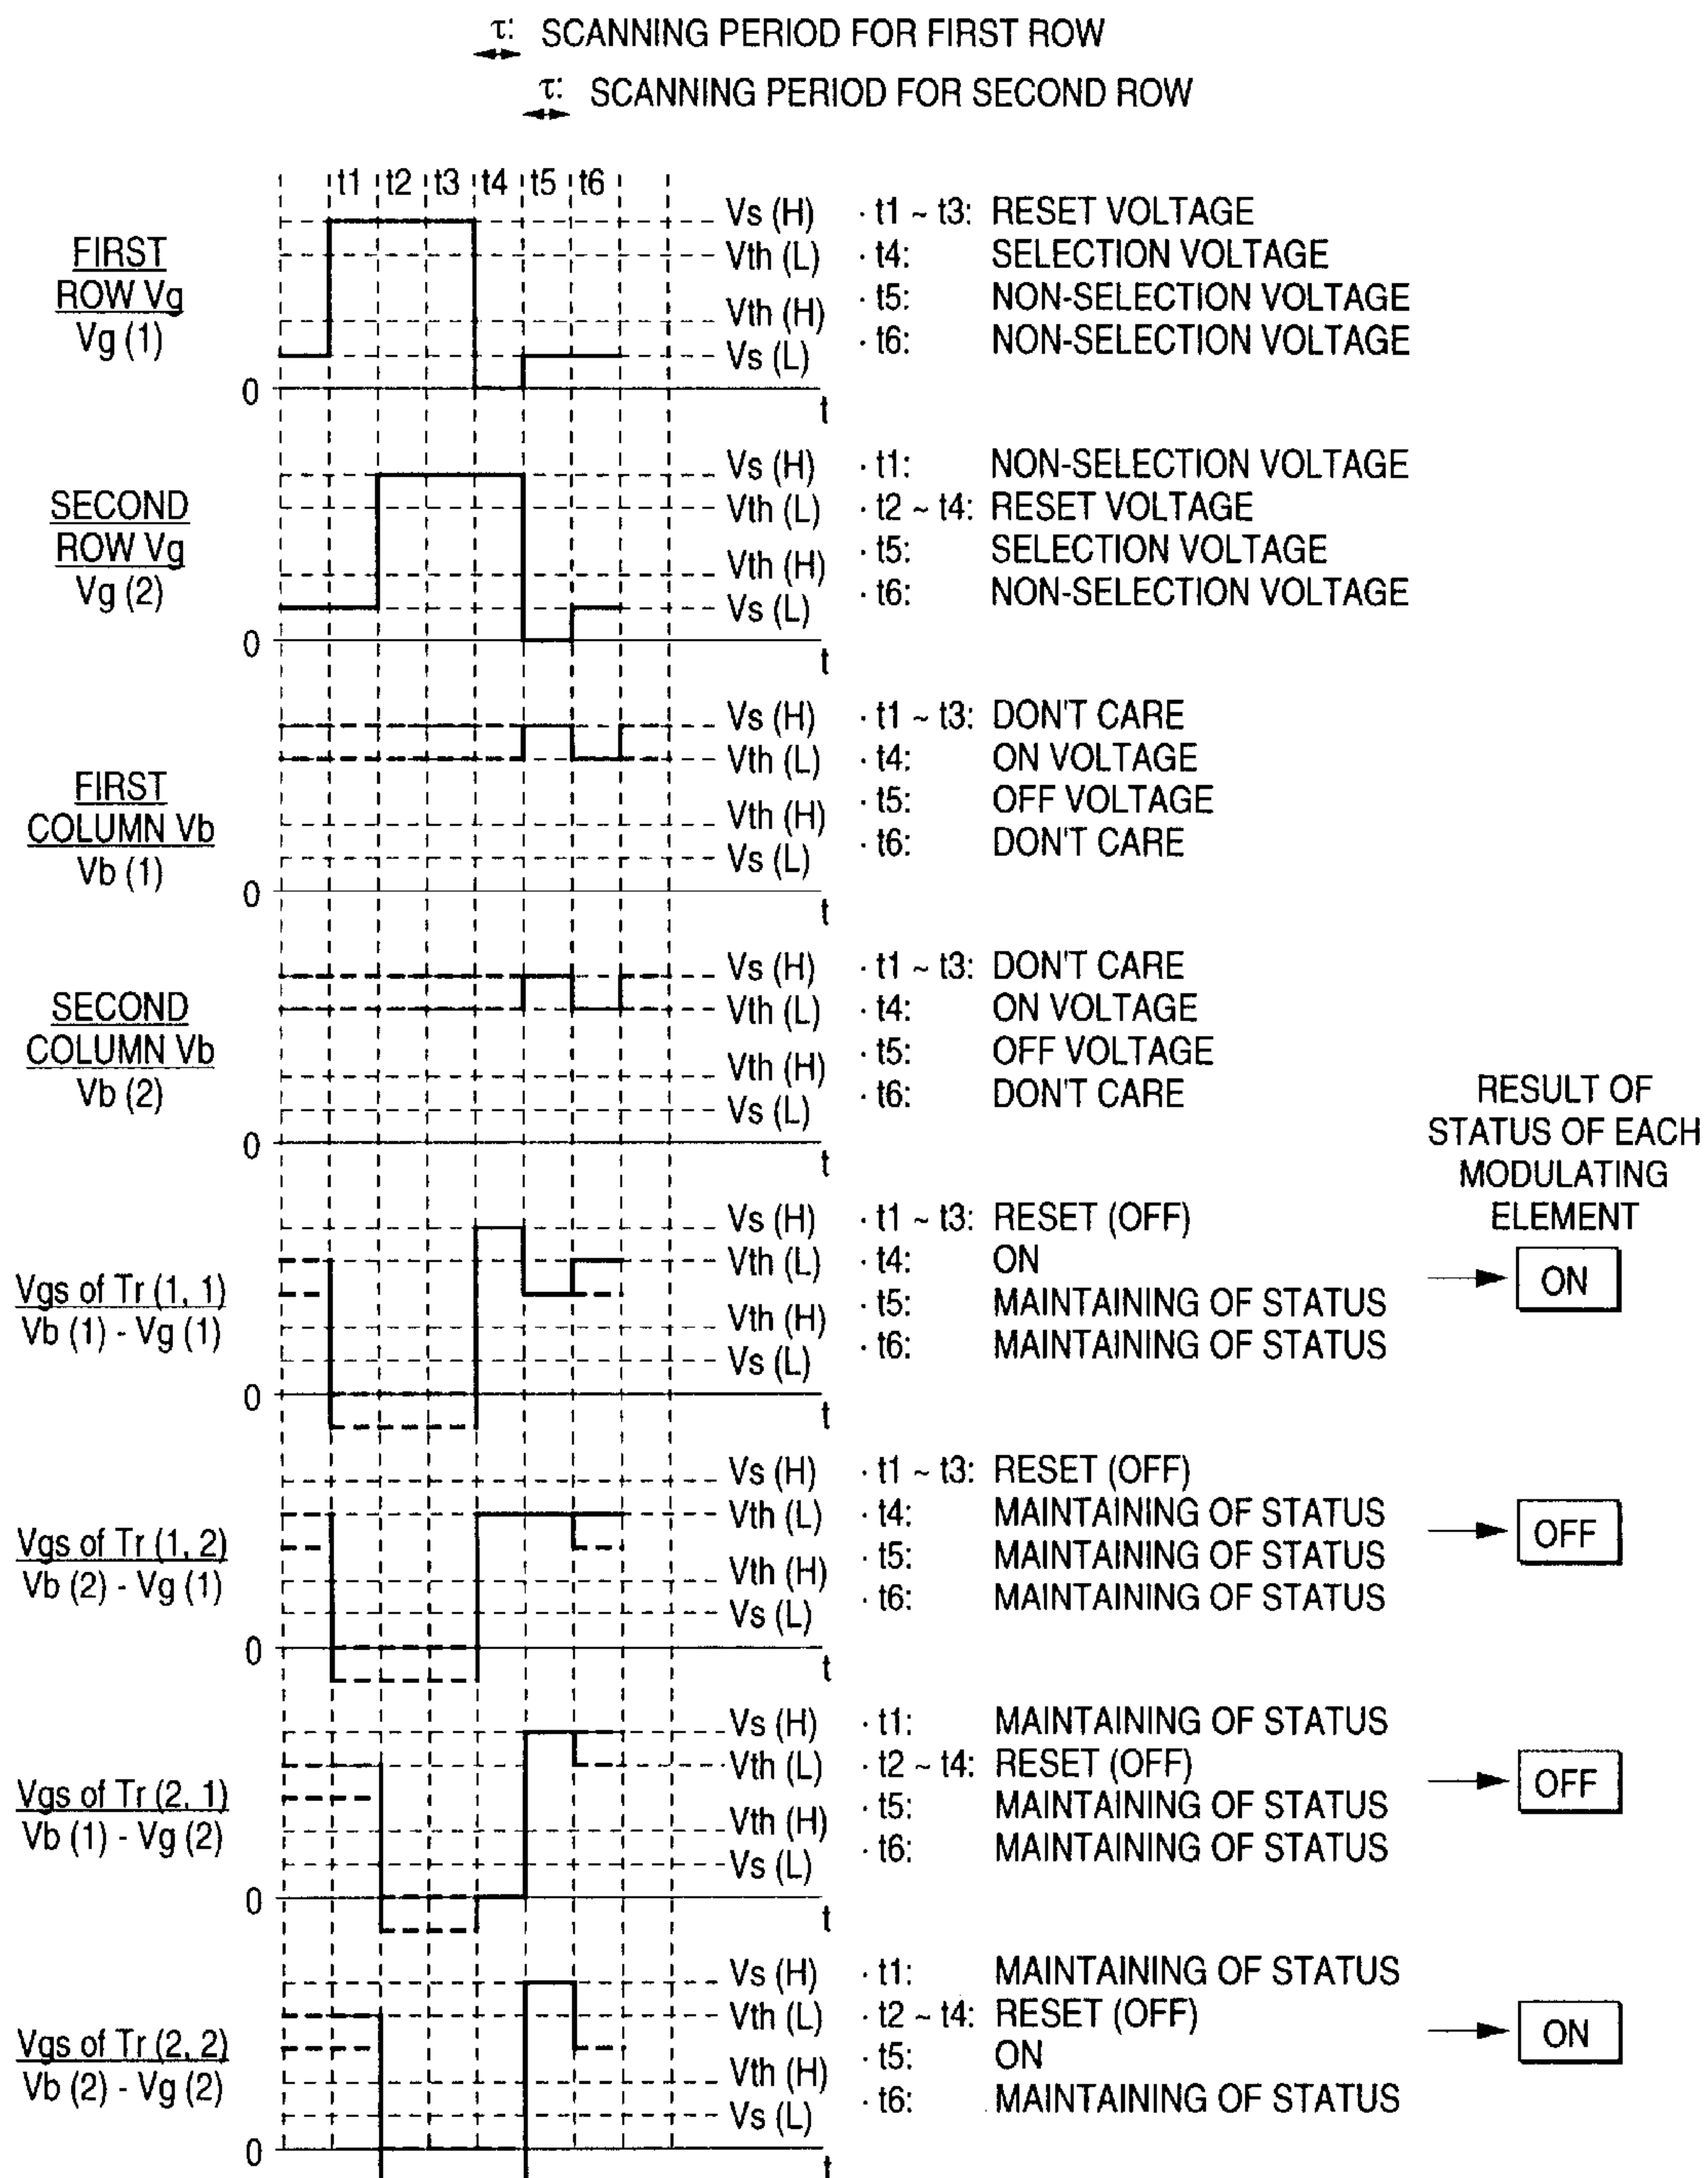 τ: SCANNING PERIOD FOR FIRST ROW
τ: SCANNING PERIOD FOR SECOND ROW
t1 t2 t3 t4 t5 t6
FIRST
ROW Vg
Vg (1)
Vs (H)
Vth (L)
Vth (H)
Vs (L)
0
t
· t1 ~ t3: RESET VOLTAGE
· t4: SELECTION VOLTAGE
· t5: NON-SELECTION VOLTAGE
· t6: NON-SELECTION VOLTAGE
SECOND
ROW Vg
Vg (2)
Vs (H)
Vth (L)
Vth (H)
Vs (L)
0
t
· t1: NON-SELECTION VOLTAGE
· t2 ~ t4: RESET VOLTAGE
· t5: SELECTION VOLTAGE
· t6: NON-SELECTION VOLTAGE
FIRST
COLUMN Vb
Vb (1)
Vs (H)
Vth (L)
Vth (H)
Vs (L)
0
t
· t1 ~ t3: DON'T CARE
· t4: ON VOLTAGE
· t5: OFF VOLTAGE
· t6: DON'T CARE
SECOND
COLUMN Vb
Vb (2)
Vs (H)
Vth (L)
Vth (H)
Vs (L)
0
t
· t1 ~ t3: DON'T CARE
· t4: ON VOLTAGE
· t5: OFF VOLTAGE
· t6: DON'T CARE
RESULT OF
STATUS OF EACH
MODULATING
ELEMENT
Vgs of Tr (1, 1)
Vb (1) - Vg (1)
Vs (H)
Vth (L)
Vth (H)
Vs (L)
0
t
· t1 ~ t3: RESET (OFF)
· t4: ON
· t5: MAINTAINING OF STATUS
· t6: MAINTAINING OF STATUS
ON
Vgs of Tr (1, 2)
Vb (2) - Vg (1)
Vs (H)
Vth (L)
Vth (H)
Vs (L)
0
t
· t1 ~ t3: RESET (OFF)
· t4: MAINTAINING OF STATUS
· t5: MAINTAINING OF STATUS
· t6: MAINTAINING OF STATUS
OFF
Vgs of Tr (2, 1)
Vb (1) - Vg (2)
Vs (H)
Vth (L)
Vth (H)
Vs (L)
0
t
· t1: MAINTAINING OF STATUS
· t2 ~ t4: RESET (OFF)
· t5: MAINTAINING OF STATUS
· t6: MAINTAINING OF STATUS
OFF
Vgs of Tr (2, 2)
Vb (2) - Vg (2)
Vs (H)
Vth (L)
Vth (H)
Vs (L)
0
t
· t1: MAINTAINING OF STATUS
· t2 ~ t4: RESET (OFF)
· t5: ON
· t6: MAINTAINING OF STATUS
ON